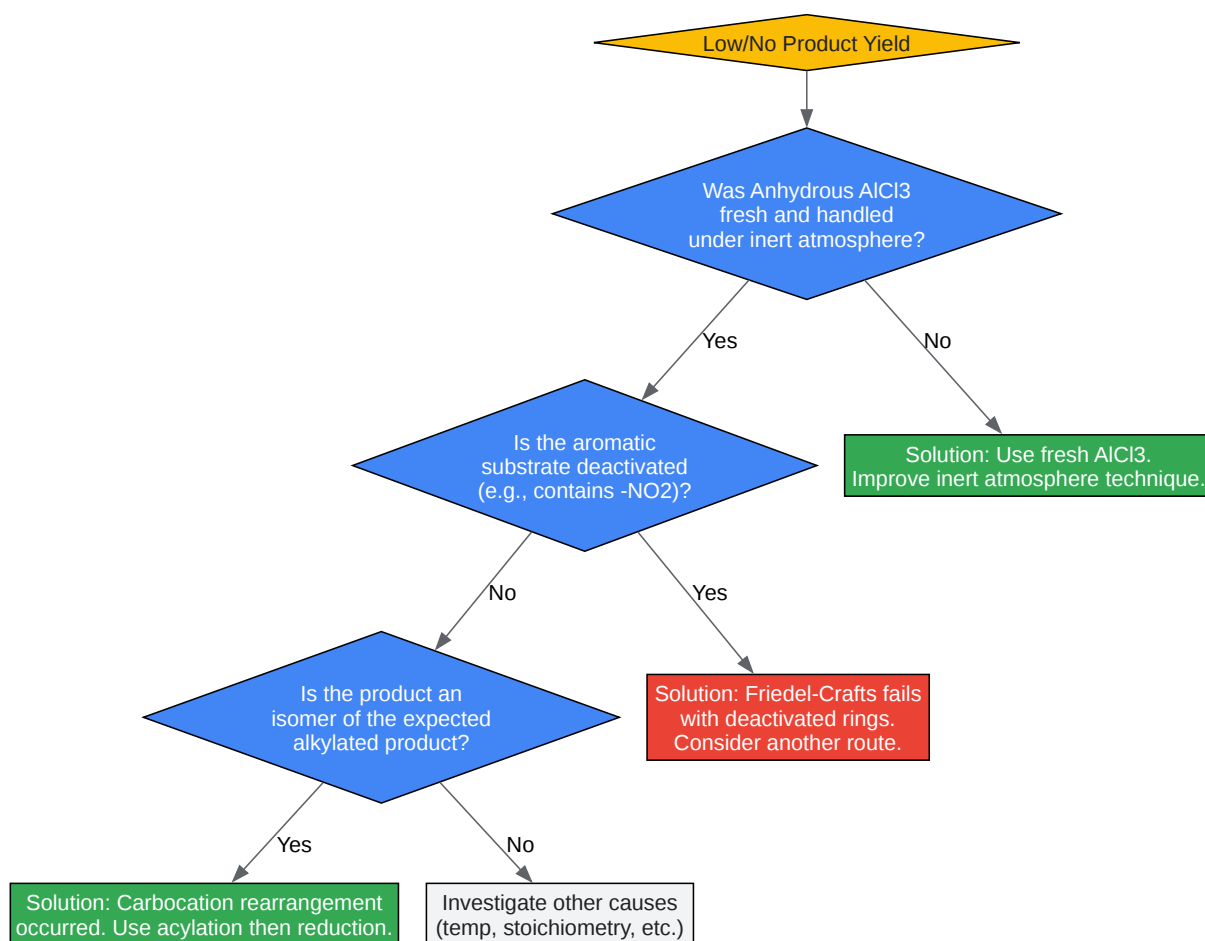 Low/No Product Yield
Was Anhydrous AlCl3
fresh and handled
under inert atmosphere?
Yes
No
Is the aromatic
substrate deactivated
(e.g., contains -NO2)?
Solution: Use fresh AlCl3.
Improve inert atmosphere technique.
No
Yes
Is the product an
isomer of the expected
alkylated product?
Solution: Friedel-Crafts fails
with deactivated rings.
Consider another route.
Yes
No
Solution: Carbocation rearrangement
occurred. Use acylation then reduction.
Investigate other causes
(temp, stoichiometry, etc.)